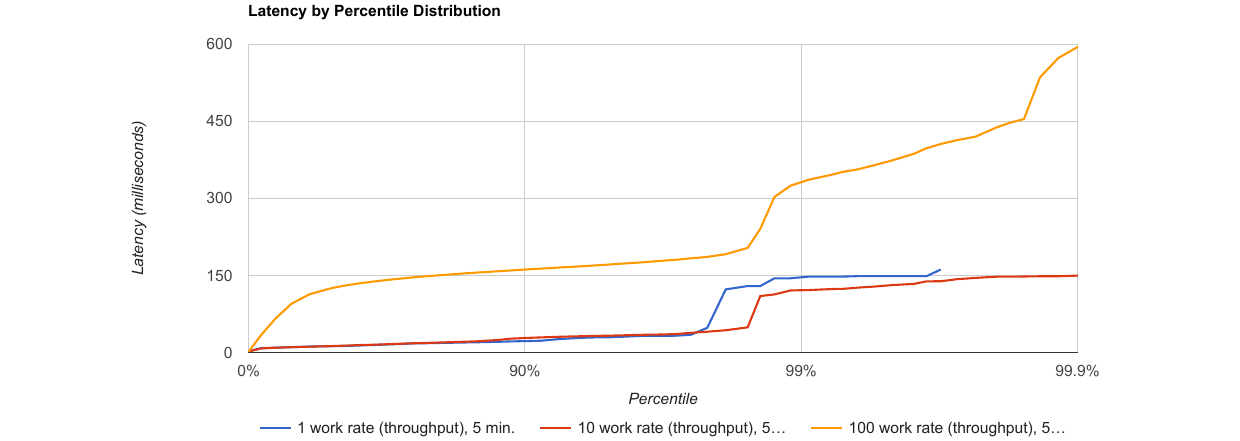 Latency by Percentile Distribution
600
450
300
150
0
Latency (milliseconds)
0% 90% 99% 99.9%
Percentile
1 work rate (throughput), 5 min. 10 work rate (throughput), 5… 100 work rate (throughput), 5…